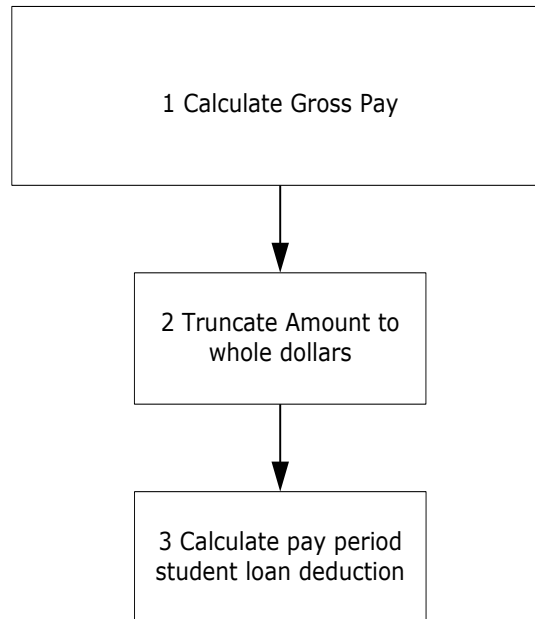 1 Calculate Gross Pay
2 Truncate Amount to
whole dollars
3 Calculate pay period
student loan deduction